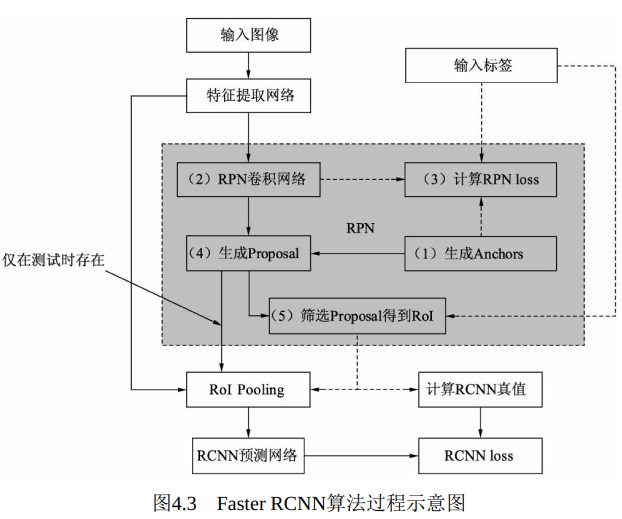 输入图像
输入标签
特征提取网络
（2）RPN卷积网络
（3）计算RPN loss
RPN
（4）生成Proposal
（1）生成Anchors
仅在测试时存在
（5）筛选Proposal得到RoI
RoI Pooling
计算RCNN真值
RCNN预测网络
RCNN loss
图4.3 Faster RCNN算法过程示意图